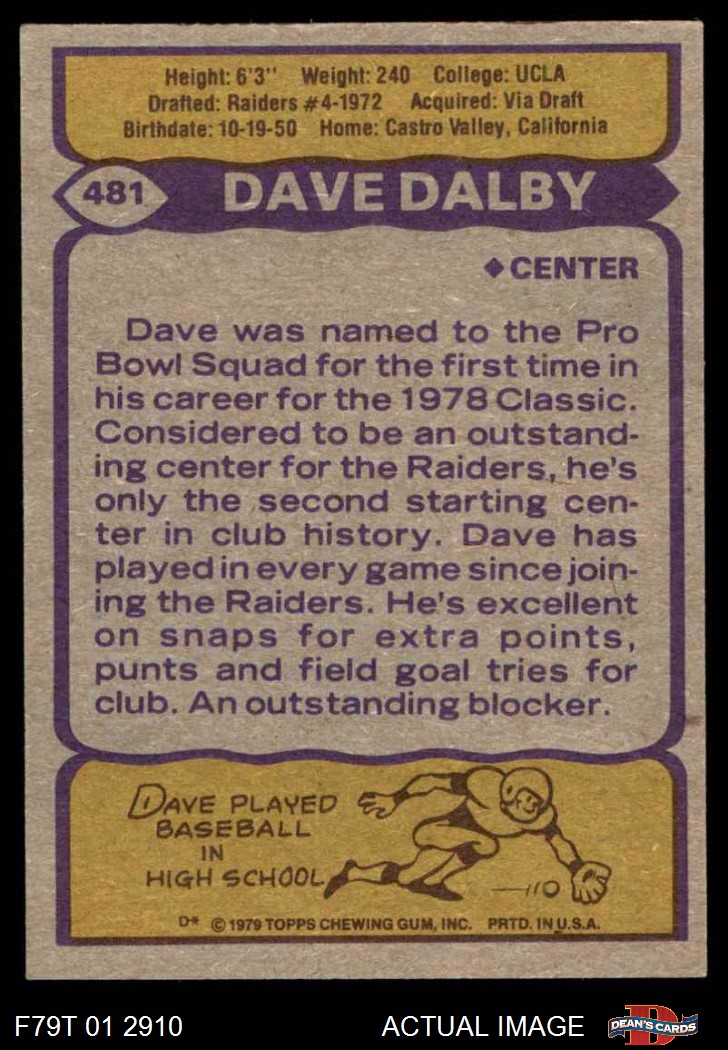 Height: 6'3" Weight: 240 College: UCLA
Drafted: Raiders #4-1972 Acquired: Via Draft
Birthdate: 10-19-50 Home: Castro Valley, California
481 DAVE DALBY
◆ CENTER
Dave was named to the Pro
Bowl Squad for the first time in
his career for the 1978 Classic.
Considered to be an outstand-
ing center for the Raiders, he's
only the second starting cen-
ter in club history. Dave has
played in every game since join-
ing the Raiders. He's excellent
on snaps for extra points,
punts and field goal tries for
club. An outstanding blocker.
DAVE PLAYED
BASEBALL
IN
HIGH SCHOOL
D* © 1979 TOPPS CHEWING GUM, INC. PRTD. IN U.S.A.
F79T 01 2910 ACTUAL IMAGE D DEAN'S CARDS